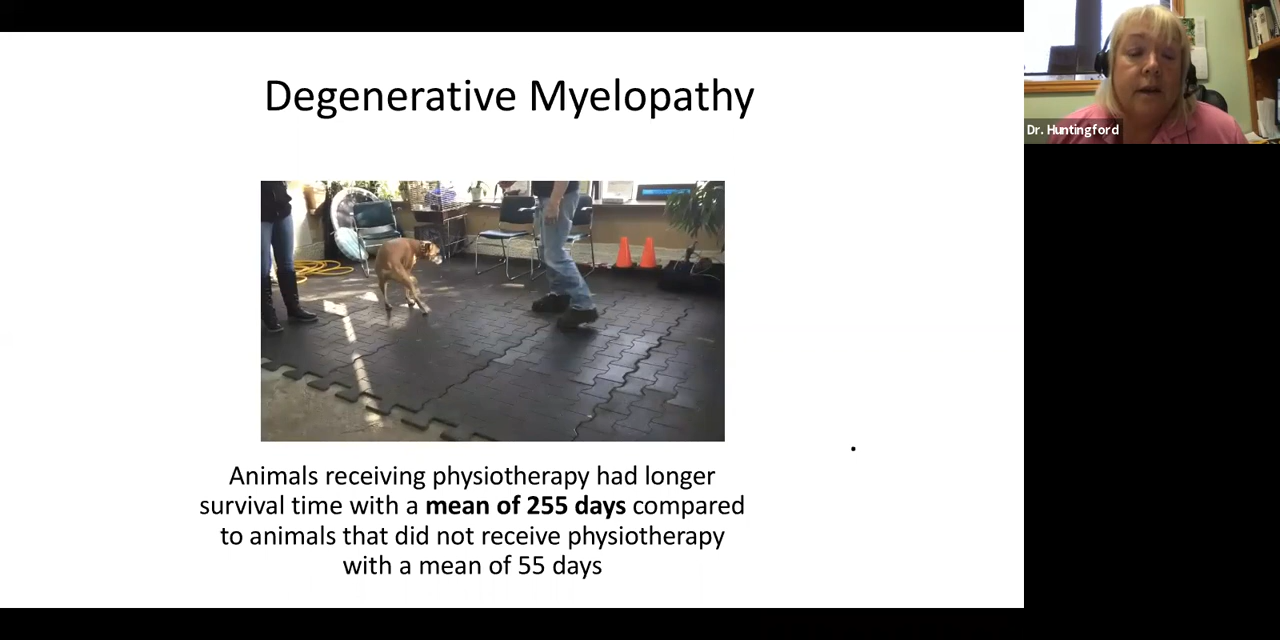 Degenerative Myelopathy
Dr. Huntingford
Animals receiving physiotherapy had longer
survival time with a mean of 255 days compared
to animals that did not receive physiotherapy
with a mean of 55 days